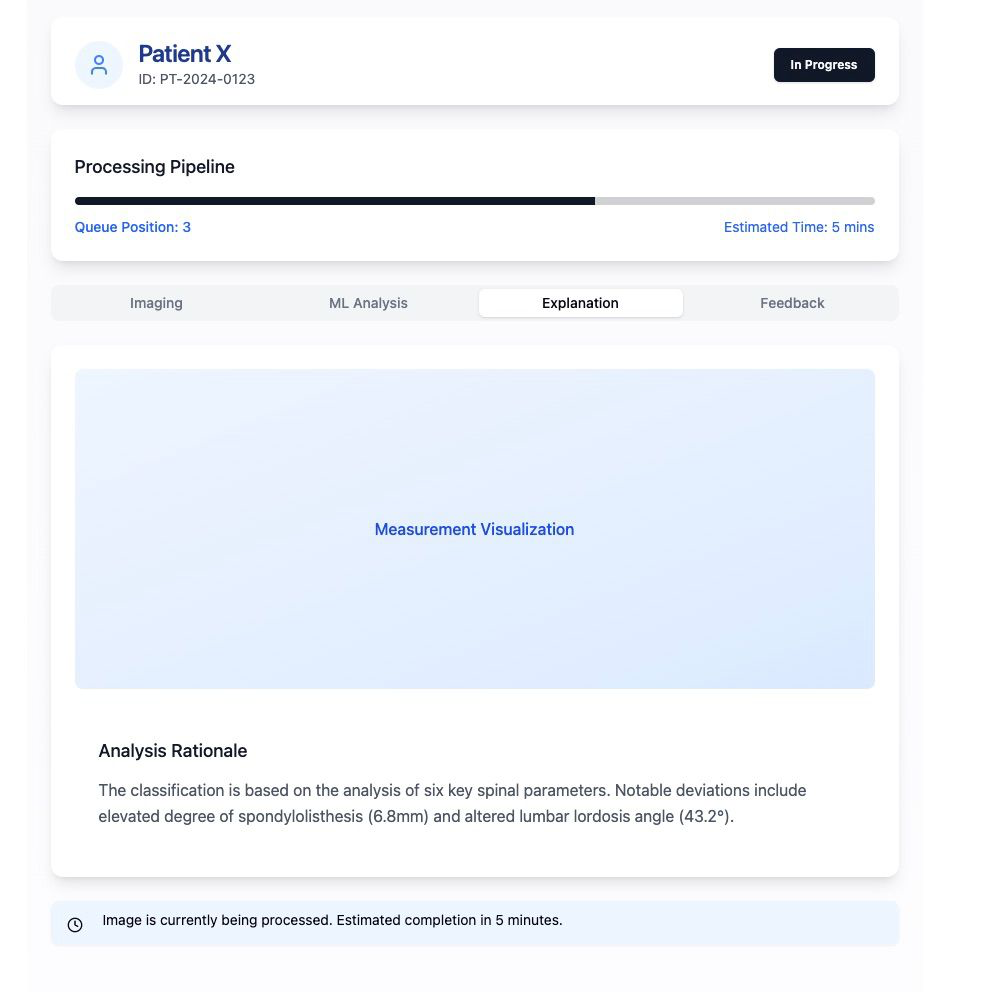 Patient X
ID: PT-2024-0123
In Progress
Processing Pipeline
Queue Position: 3
Estimated Time: 5 mins
Imaging
ML Analysis
Explanation
Feedback
Measurement Visualization
Analysis Rationale
The classification is based on the analysis of six key spinal parameters. Notable deviations include
elevated degree of spondylolisthesis (6.8mm) and altered lumbar lordosis angle (43.2°).
Image is currently being processed. Estimated completion in 5 minutes.